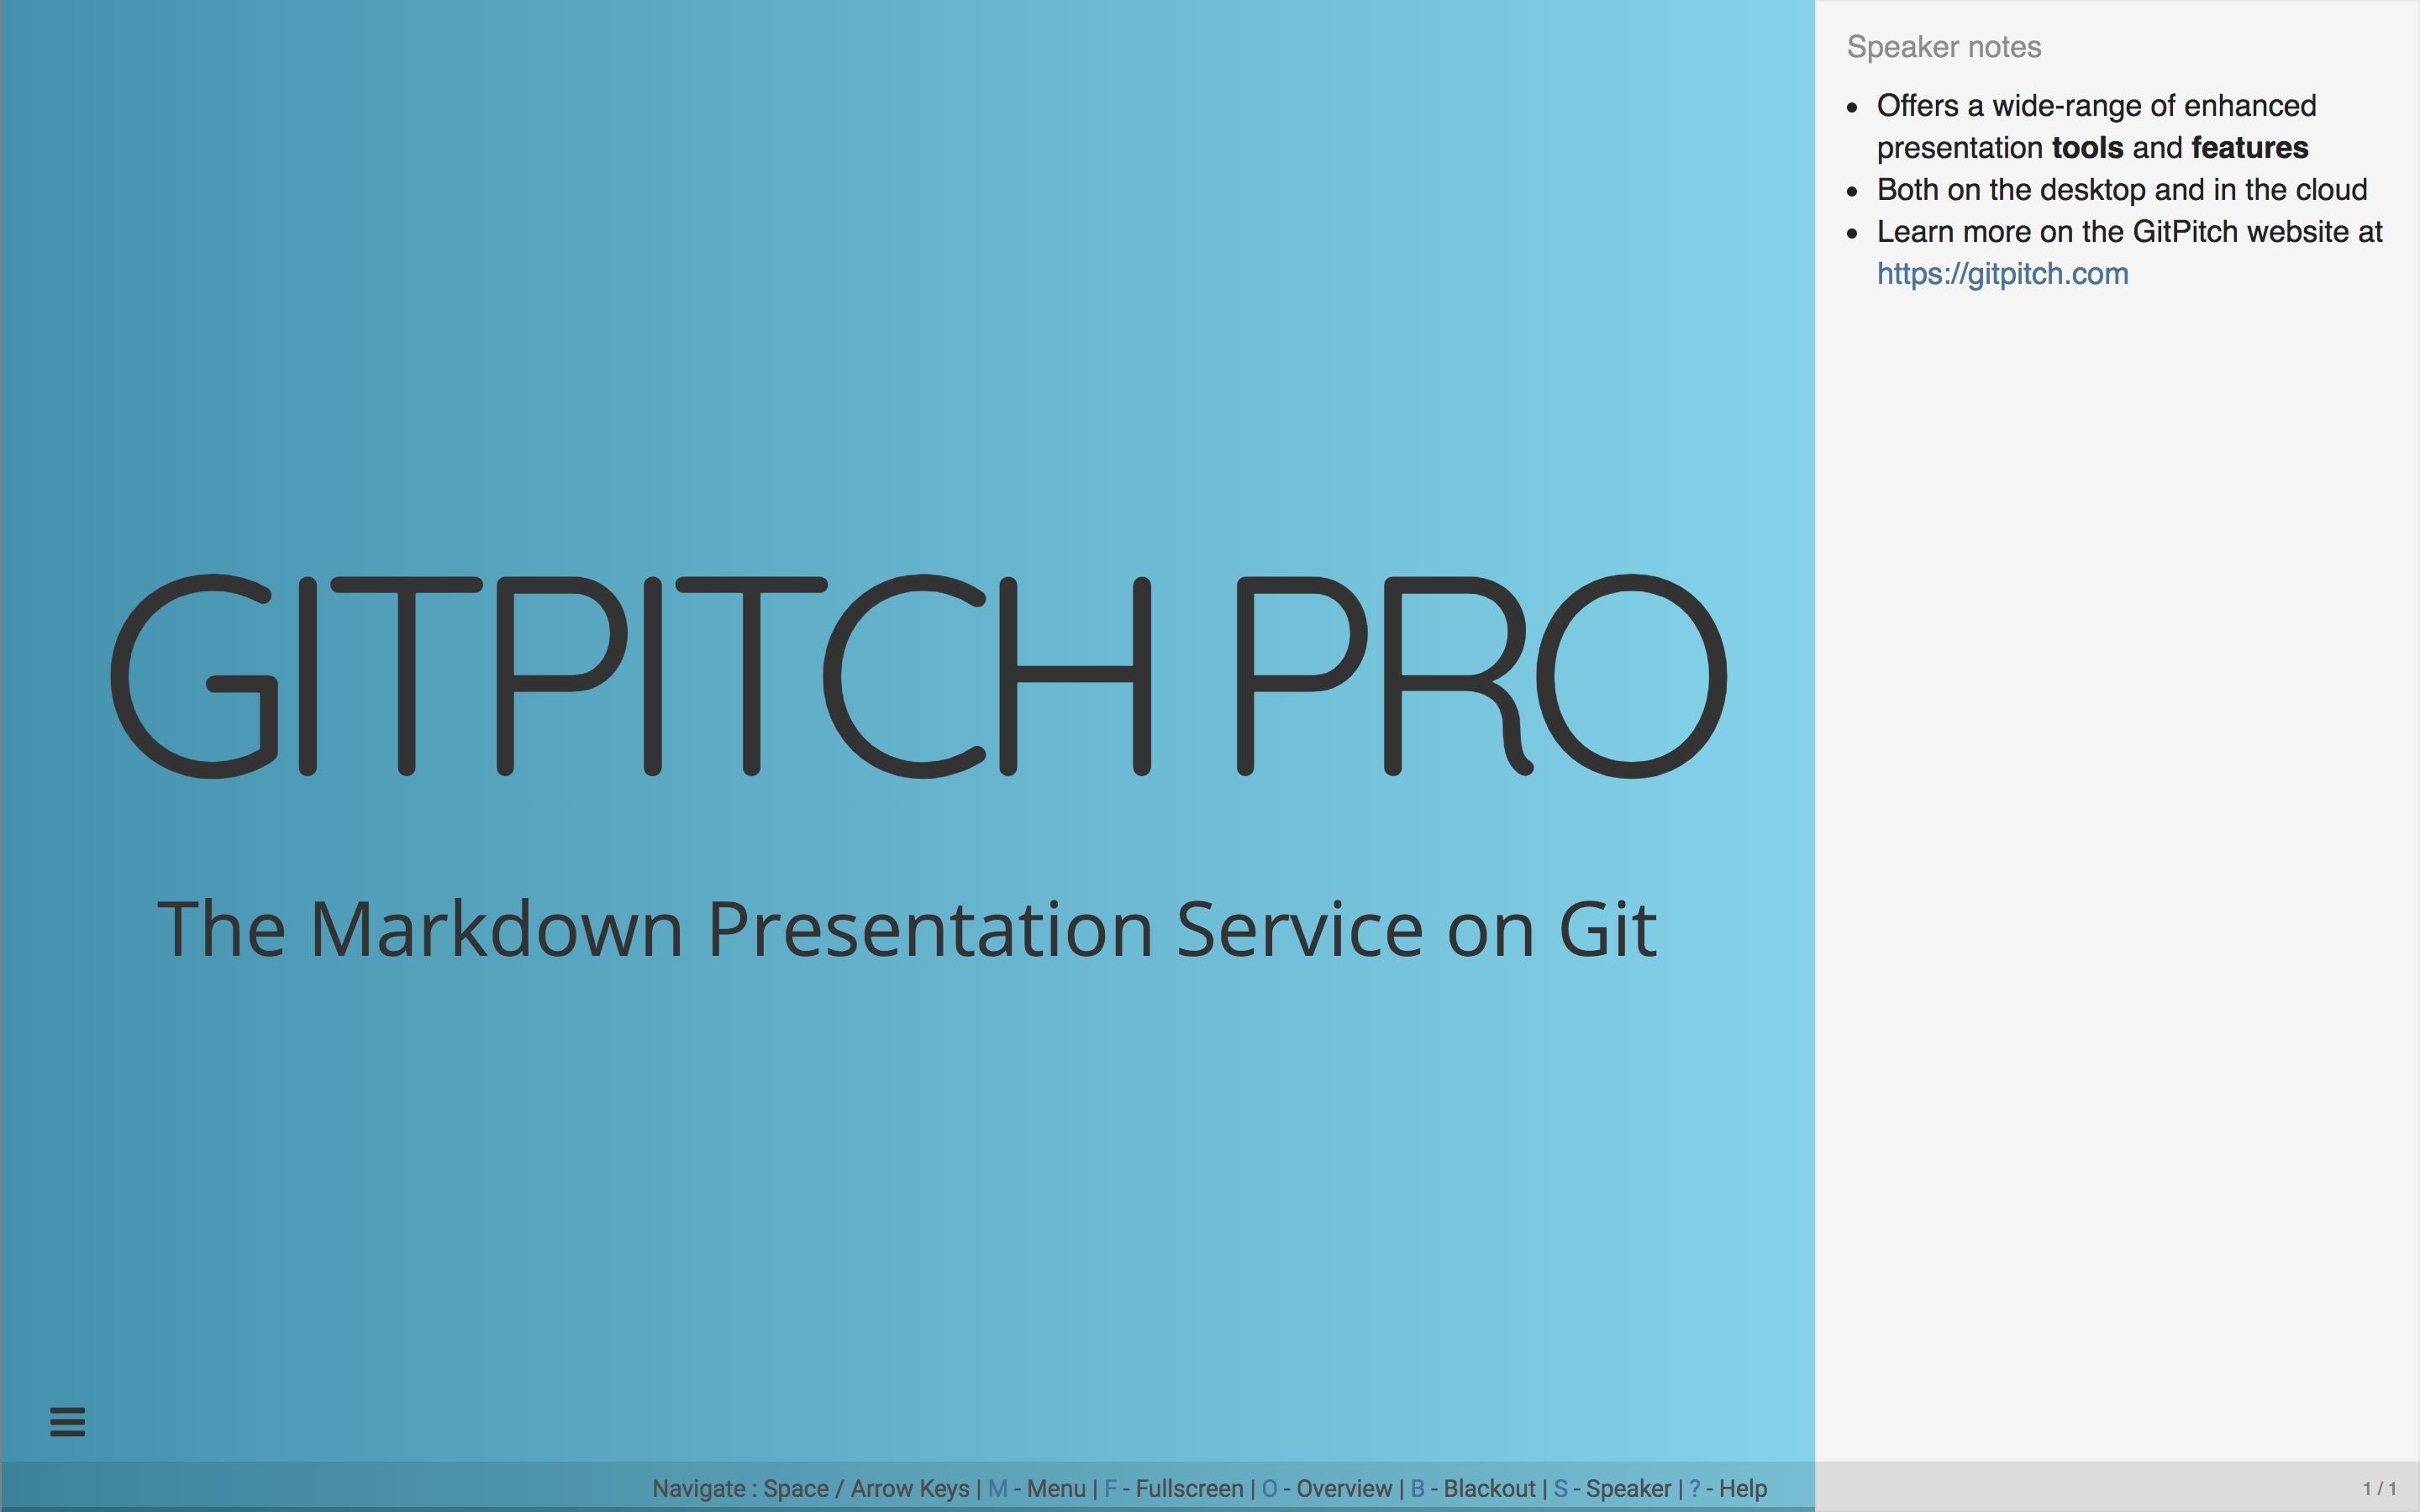 GITPITCH PRO
The Markdown Presentation Service on Git
Speaker notes
• Offers a wide-range of enhanced
presentation tools and features
• Both on the desktop and in the cloud
• Learn more on the GitPitch website at
https://gitpitch.com
Navigate : Space / Arrow Keys | M - Menu | F - Fullscreen | O - Overview | B - Blackout | S - Speaker | ? - Help
1 / 1